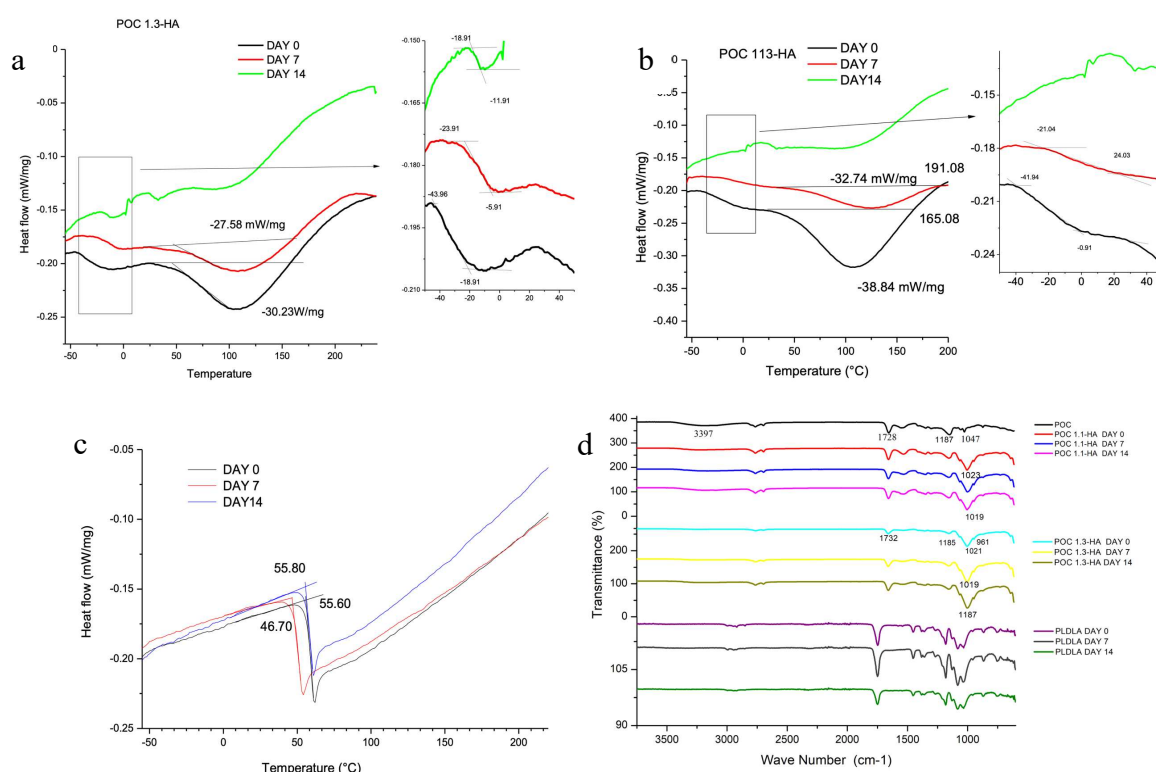 a
POC 1.3-HA
DAY 0
DAY 7
DAY 14
Heat flow (mW/mg)
0
-0.05
-0.10
-0.15
-0.20
-0.25
-27.58 mW/mg
-30.23W/mg
-50 0 50 100 150 200 250
Temperature
-0.150
-0.165
-0.180
-0.195
-0.210
-18.91
-11.91
-23.91
-5.91
-43.96
-18.91
-40 -20 0 20 40
b
POC 113-HA
DAY 0
DAY 7
DAY14
Heat flow (mW/mg)
0
-0.05
-0.10
-0.15
-0.20
-0.25
-0.30
-0.35
-0.40
-32.74 mW/mg
191.08
165.08
-38.84 mW/mg
-50 0 50 100 150 200
Temperature (°C)
-0.15
-0.18
-0.21
-0.24
-21.04
24.03
-41.94
-0.91
-40 -20 0 20 40
c
DAY 0
DAY 7
DAY14
Heat flow (mW/mg)
-0.05
-0.10
-0.15
-0.20
-0.25
55.80
55.60
46.70
-50 0 50 100 150 200
Temperature (°C)
d
Transmittance (%)
400
300
200
100
0
200
100
0
105
90
3397
1728
1187
1047
1023
1019
1732
1185
961
1021
1019
1187
POC
POC 1.1-HA DAY 0
POC 1.1-HA DAY 7
POC 1.1-HA DAY 14
POC 1.3-HA DAY 0
POC 1.3-HA DAY 7
POC 1.3-HA DAY 14
PLDLA DAY 0
PLDLA DAY 7
PLDLA DAY 14
3750 3000 2250 1500 1000
Wave Number (cm-1)